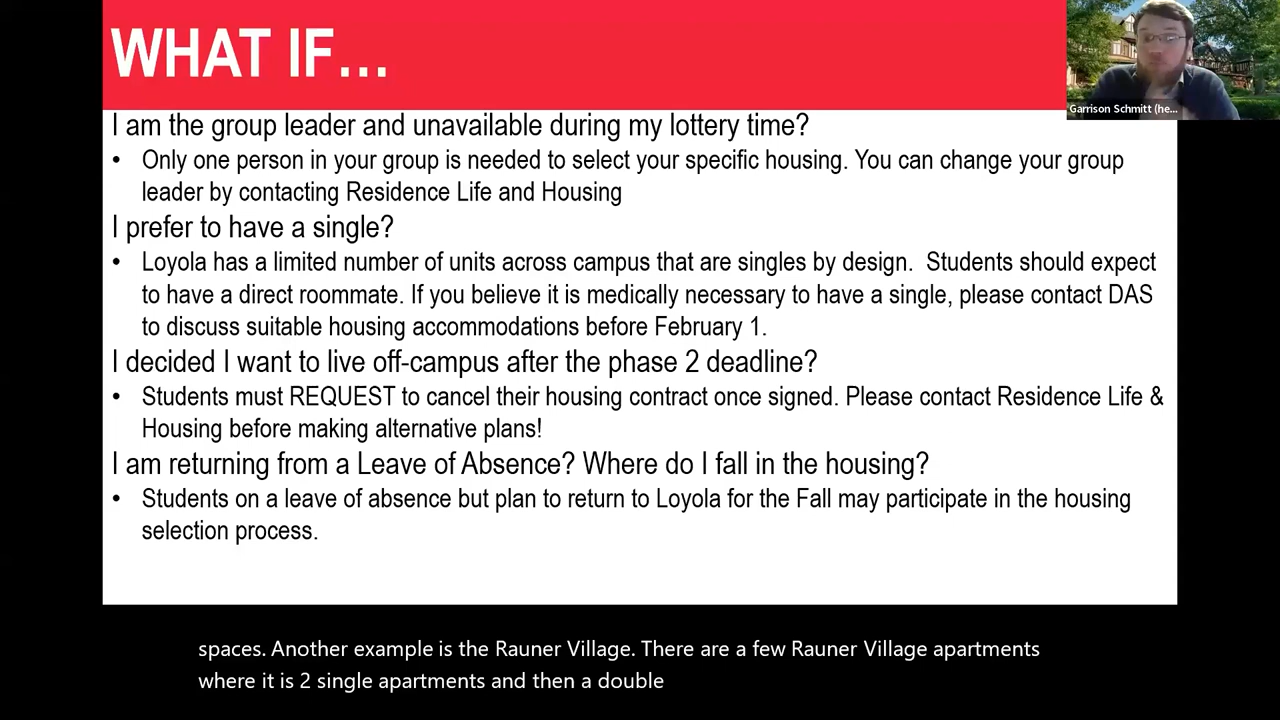 WHAT IF...
Garrison Schmitt (he...
I am the group leader and unavailable during my lottery time?
• Only one person in your group is needed to select your specific housing. You can change your group
leader by contacting Residence Life and Housing
I prefer to have a single?
• Loyola has a limited number of units across campus that are singles by design.  Students should expect
to have a direct roommate. If you believe it is medically necessary to have a single, please contact DAS
to discuss suitable housing accommodations before February 1.
I decided I want to live off-campus after the phase 2 deadline?
• Students must REQUEST to cancel their housing contract once signed. Please contact Residence Life &
Housing before making alternative plans!
I am returning from a Leave of Absence? Where do I fall in the housing?
• Students on a leave of absence but plan to return to Loyola for the Fall may participate in the housing
selection process.
spaces. Another example is the Rauner Village. There are a few Rauner Village apartments
where it is 2 single apartments and then a double